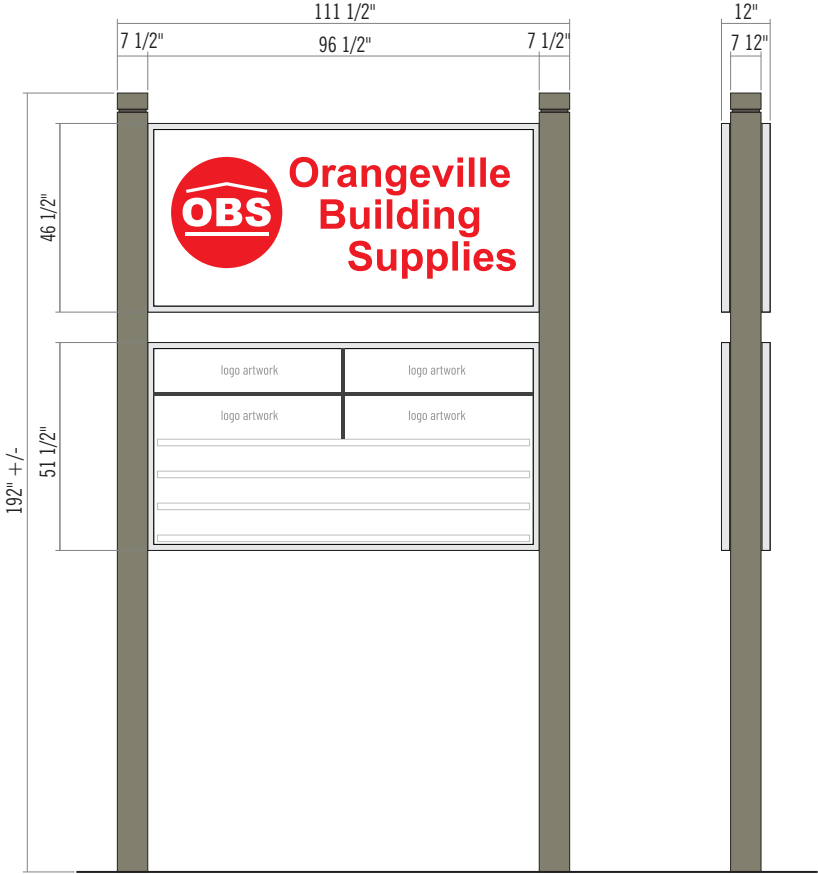 111 1/2"
12"
7 1/2"
96 1/2"
7 1/2"
7 12"
46 1/2"
OBS
Orangeville
Building
Supplies
192" +/-
51 1/2"
logo artwork
logo artwork
logo artwork
logo artwork